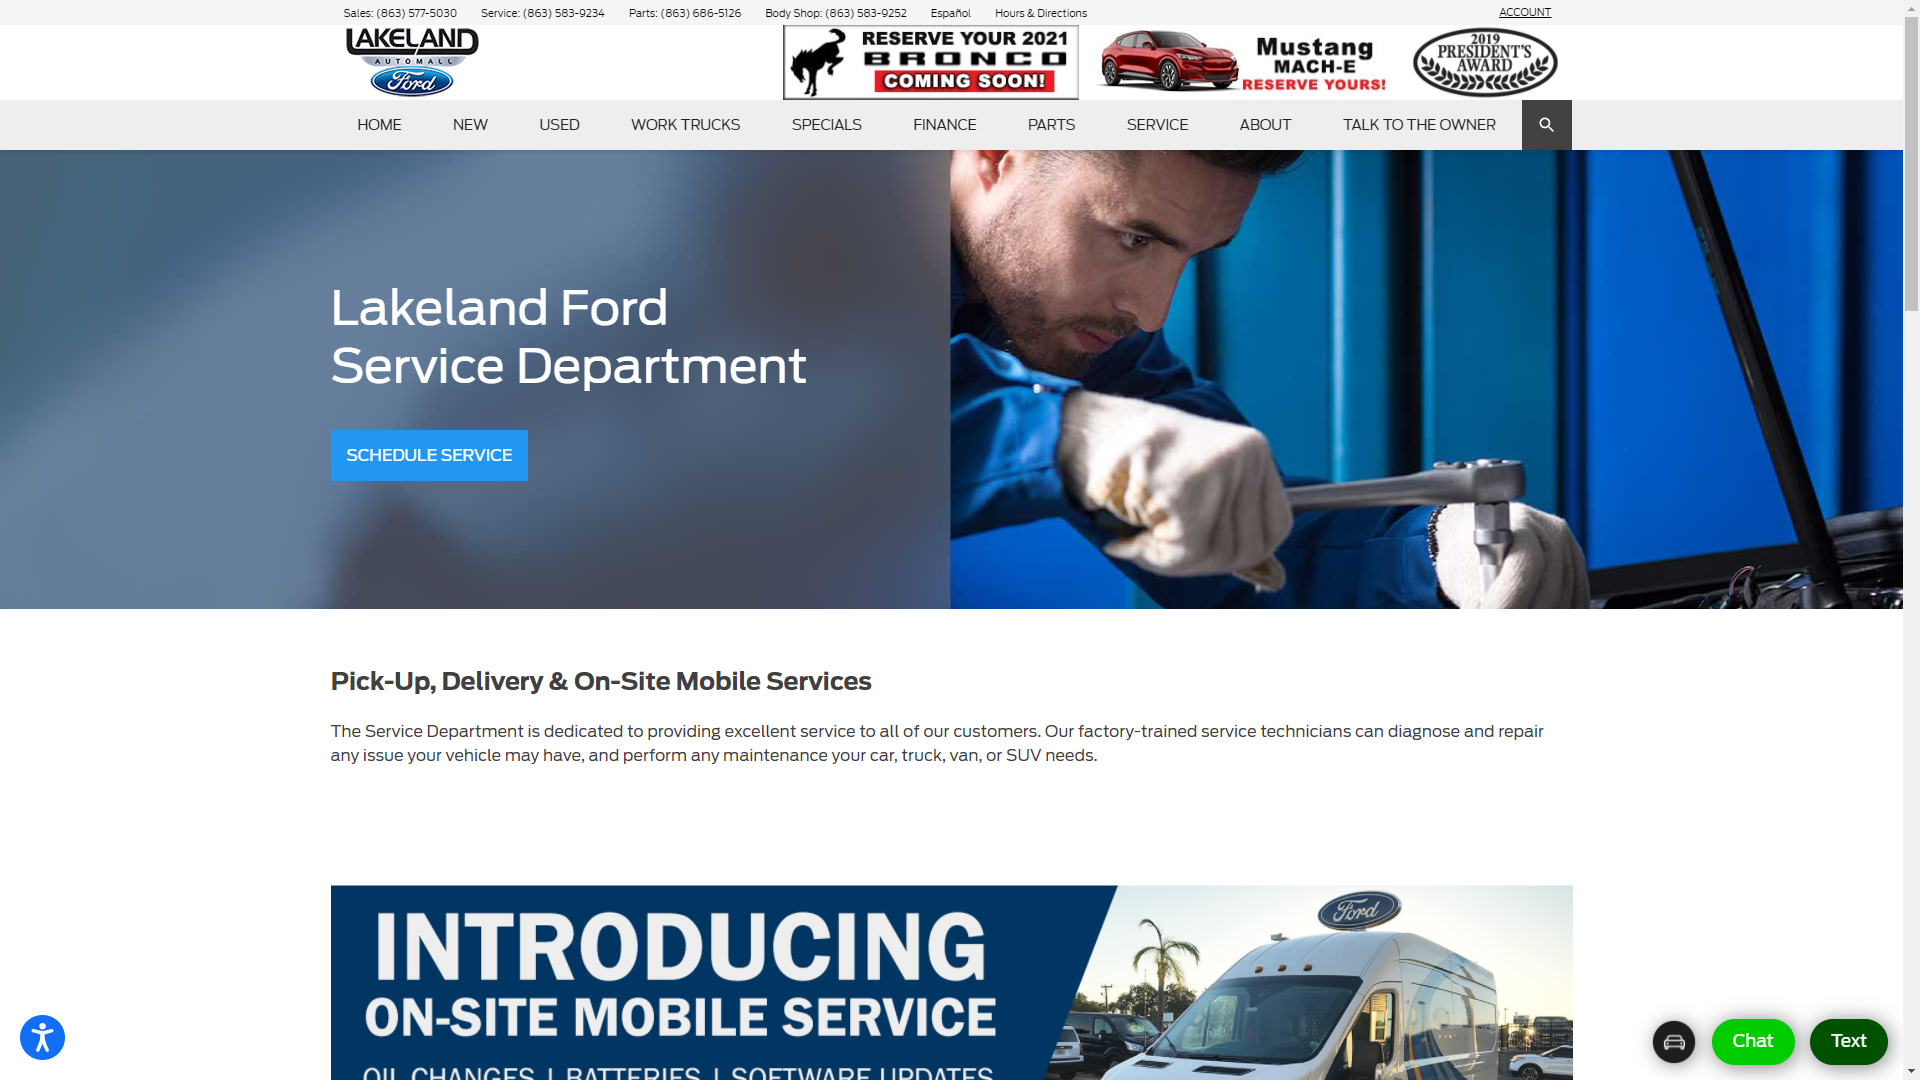 Sales: (863) 577-5030 Service: (863) 583-9234 Parts: (863) 686-5126 Body Shop: (863) 583-9252 Español Hours & Directions ACCOUNT
LAKELAND
AUTOMALL
Ford
RESERVE YOUR 2021
BRONCO
COMING SOON!
Mustang
MACH-E
RESERVE YOURS!
2019
PRESIDENT'S
AWARD
HOME NEW USED WORK TRUCKS SPECIALS FINANCE PARTS SERVICE ABOUT TALK TO THE OWNER
Lakeland Ford
Service Department
SCHEDULE SERVICE
Pick-Up, Delivery & On-Site Mobile Services
The Service Department is dedicated to providing excellent service to all of our customers. Our factory-trained service technicians can diagnose and repair
any issue your vehicle may have, and perform any maintenance your car, truck, van, or SUV needs.
INTRODUCING
ON-SITE MOBILE SERVICE
OIL CHANGES | BATTERIES | SOFTWARE UPDATES
Ford
Chat
Text